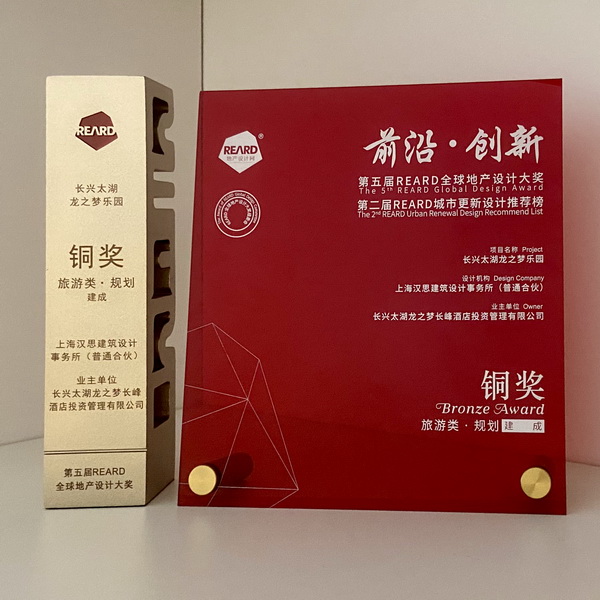 REARD
长兴太湖
龙之梦乐园
铜奖
旅游类·规划
建成
上海汉思建筑设计
事务所（普通合伙）
业主单位
长兴太湖龙之梦长峰
酒店投资管理有限公司
第五届REARD
全球地产设计大奖
REARD
地产设计网
®
前沿·创新
第五届REARD全球地产设计大奖
The 5th REARD Global Design Award
第二届REARD城市更新设计推荐榜
The 2nd REARD Urban Renewal Design Recommend List
项目名称 Project
长兴太湖龙之梦乐园
设计机构 Design Company
上海汉思建筑设计事务所（普通合伙）
业主单位 Owner
长兴太湖龙之梦长峰酒店投资管理有限公司
铜奖
Bronze Award
旅游类·规划 建 成